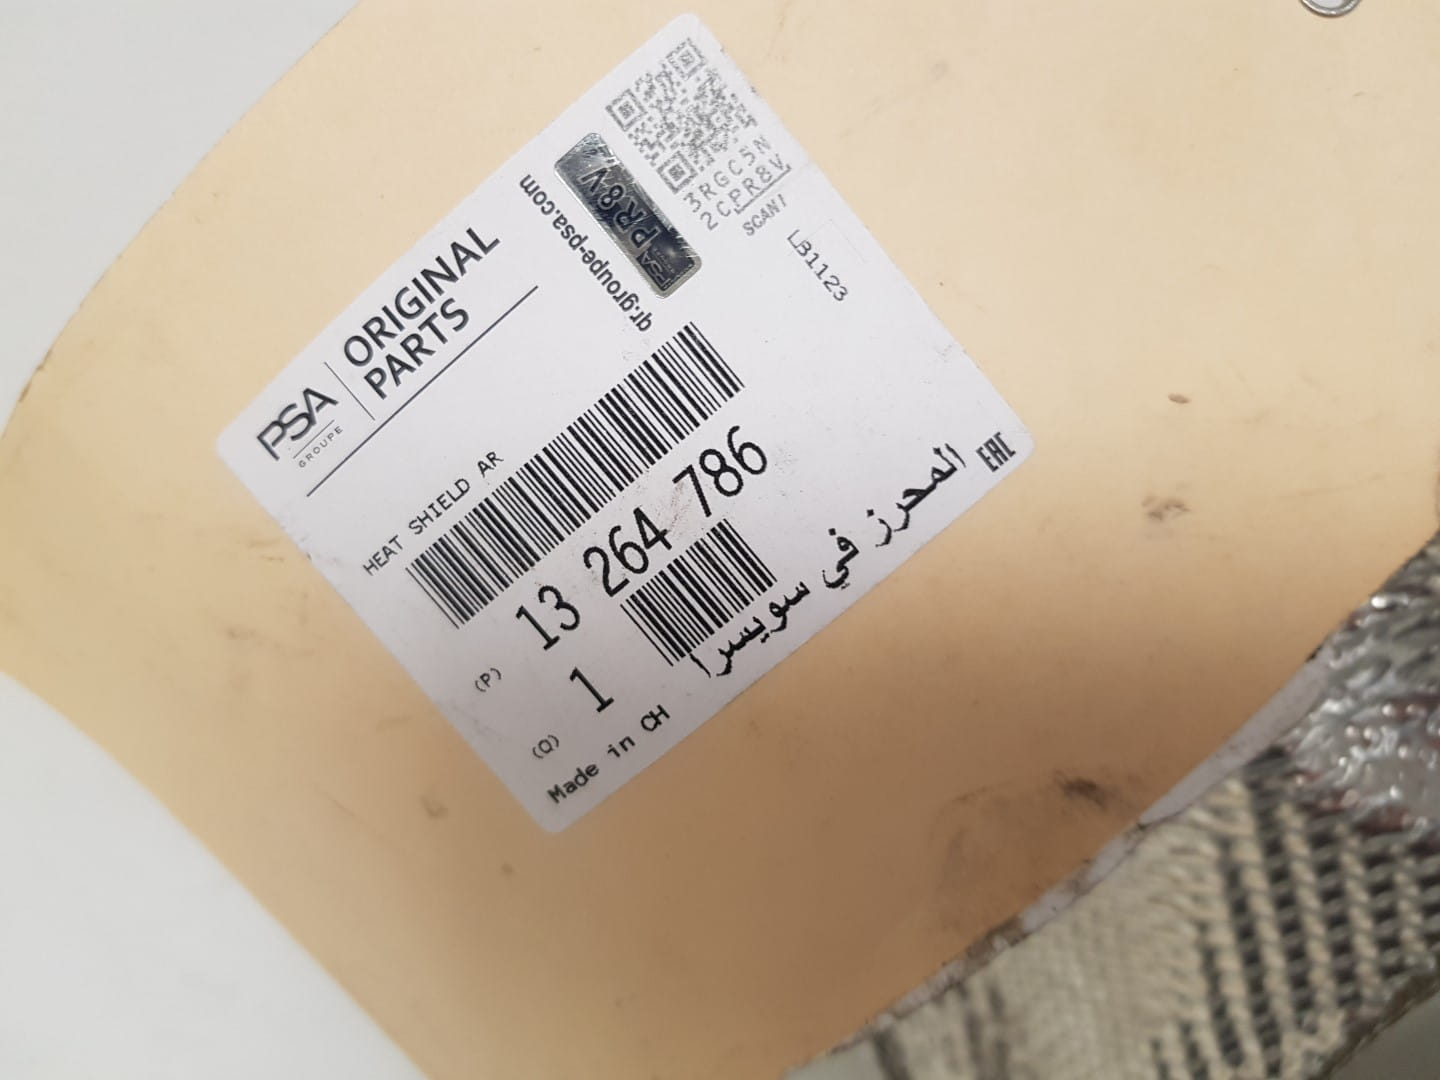 PSA
GROUPE
ORIGINAL
PARTS
qr.groupe-psa.com
PSA PR8V
3RGC5N
2CPR8V
SCAN!
LB1123
HEAT SHIELD AR
(P) 13 264 786
(Q) 1
Made in CH
المحرز في سويسرا
EAC